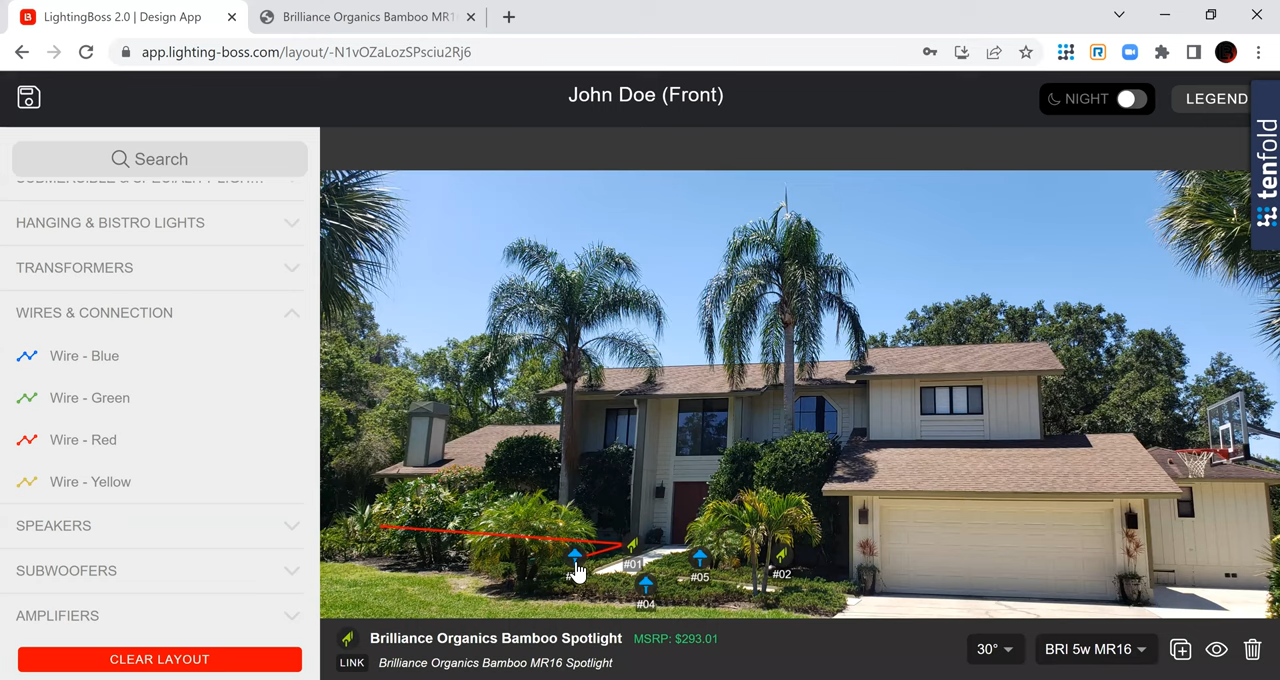 LightingBoss 2.0 | Design App
Brilliance Organics Bamboo MR1
app.lighting-boss.com/layout/-N1vOZaLozSPsciu2Rj6
John Doe (Front)
NIGHT
LEGEND
tenfold
Search
HANGING & BISTRO LIGHTS
TRANSFORMERS
WIRES & CONNECTION
Wire - Blue
Wire - Green
Wire - Red
Wire - Yellow
SPEAKERS
SUBWOOFERS
AMPLIFIERS
CLEAR LAYOUT
#01
#05
#02
#04
Brilliance Organics Bamboo Spotlight MSRP: $293.01
LINK Brilliance Organics Bamboo MR16 Spotlight
30°
BRI 5w MR16